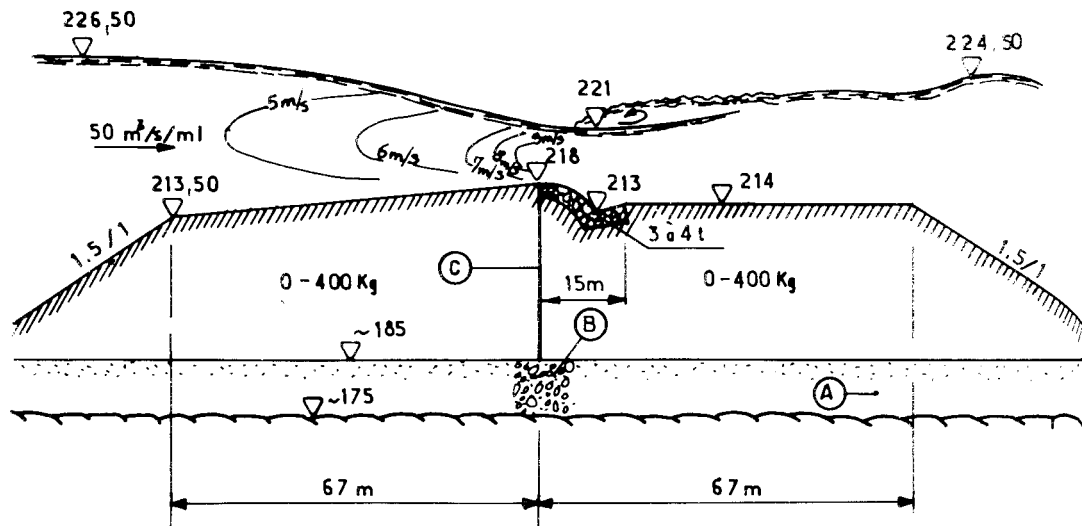 226,50
224,50
221
5m/s
50 m³/s/ml
6m/s
7m/s
218
213,50
213
214
3 à 4 t
1.5/1
1.5/1
C
0-400 Kg
15m
0-400 Kg
B
~185
A
~175
67 m
67 m